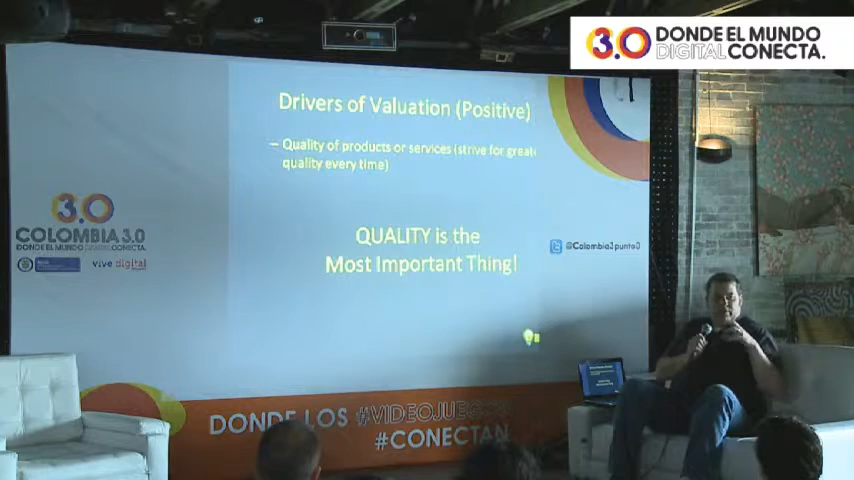 3.0 DONDE EL MUNDO
DIGITAL CONECTA.
Drivers of Valuation (Positive)
– Quality of products or services (strive for great
quality every time)
QUALITY is the
Most Important Thing!
3.0
COLOMBIA 3.0
DONDE EL MUNDO DIGITAL CONECTA.
vive digital
@Colombia3punto0
DONDE LOS #VIDEOJUEGOS
#CONECTAN